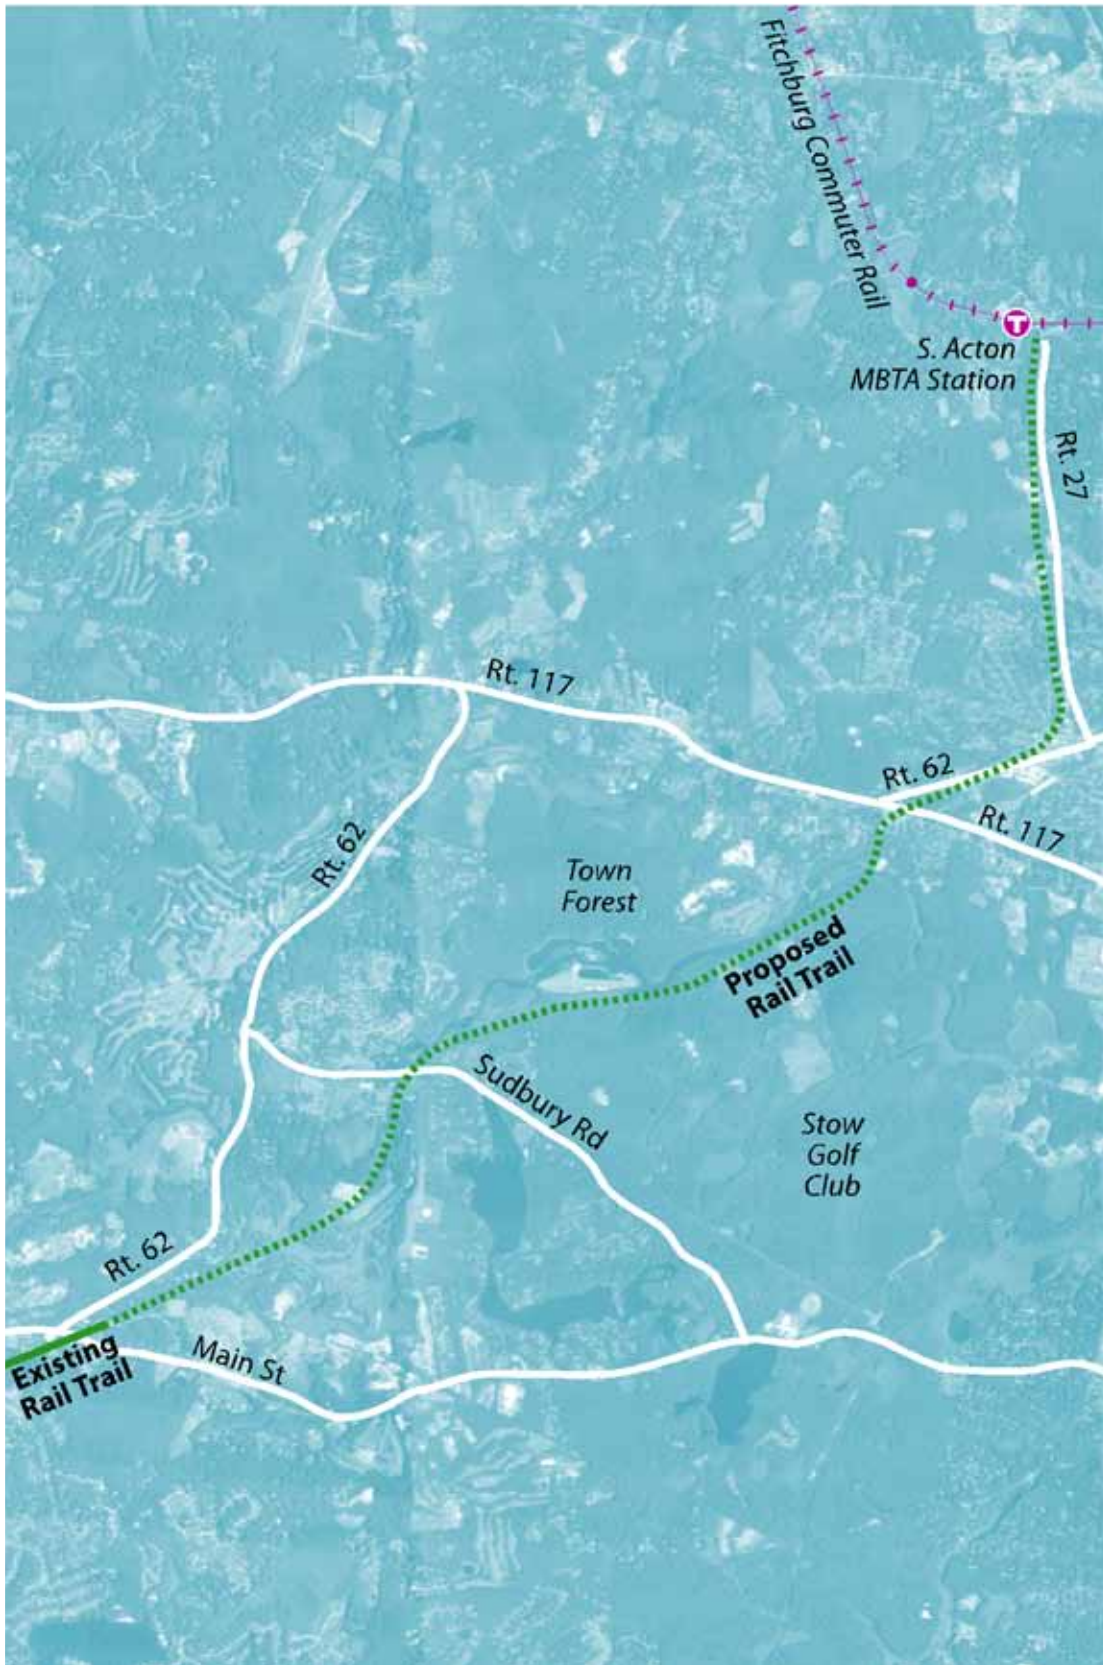 Fitchburg Commuter Rail
T
S. Acton
MBTA Station
Rt. 27
Rt. 117
Rt. 62
Rt. 117
Rt. 62
Town
Forest
Proposed
Rail Trail
Sudbury Rd
Stow
Golf
Club
Rt. 62
Existing
Rail Trail
Main St